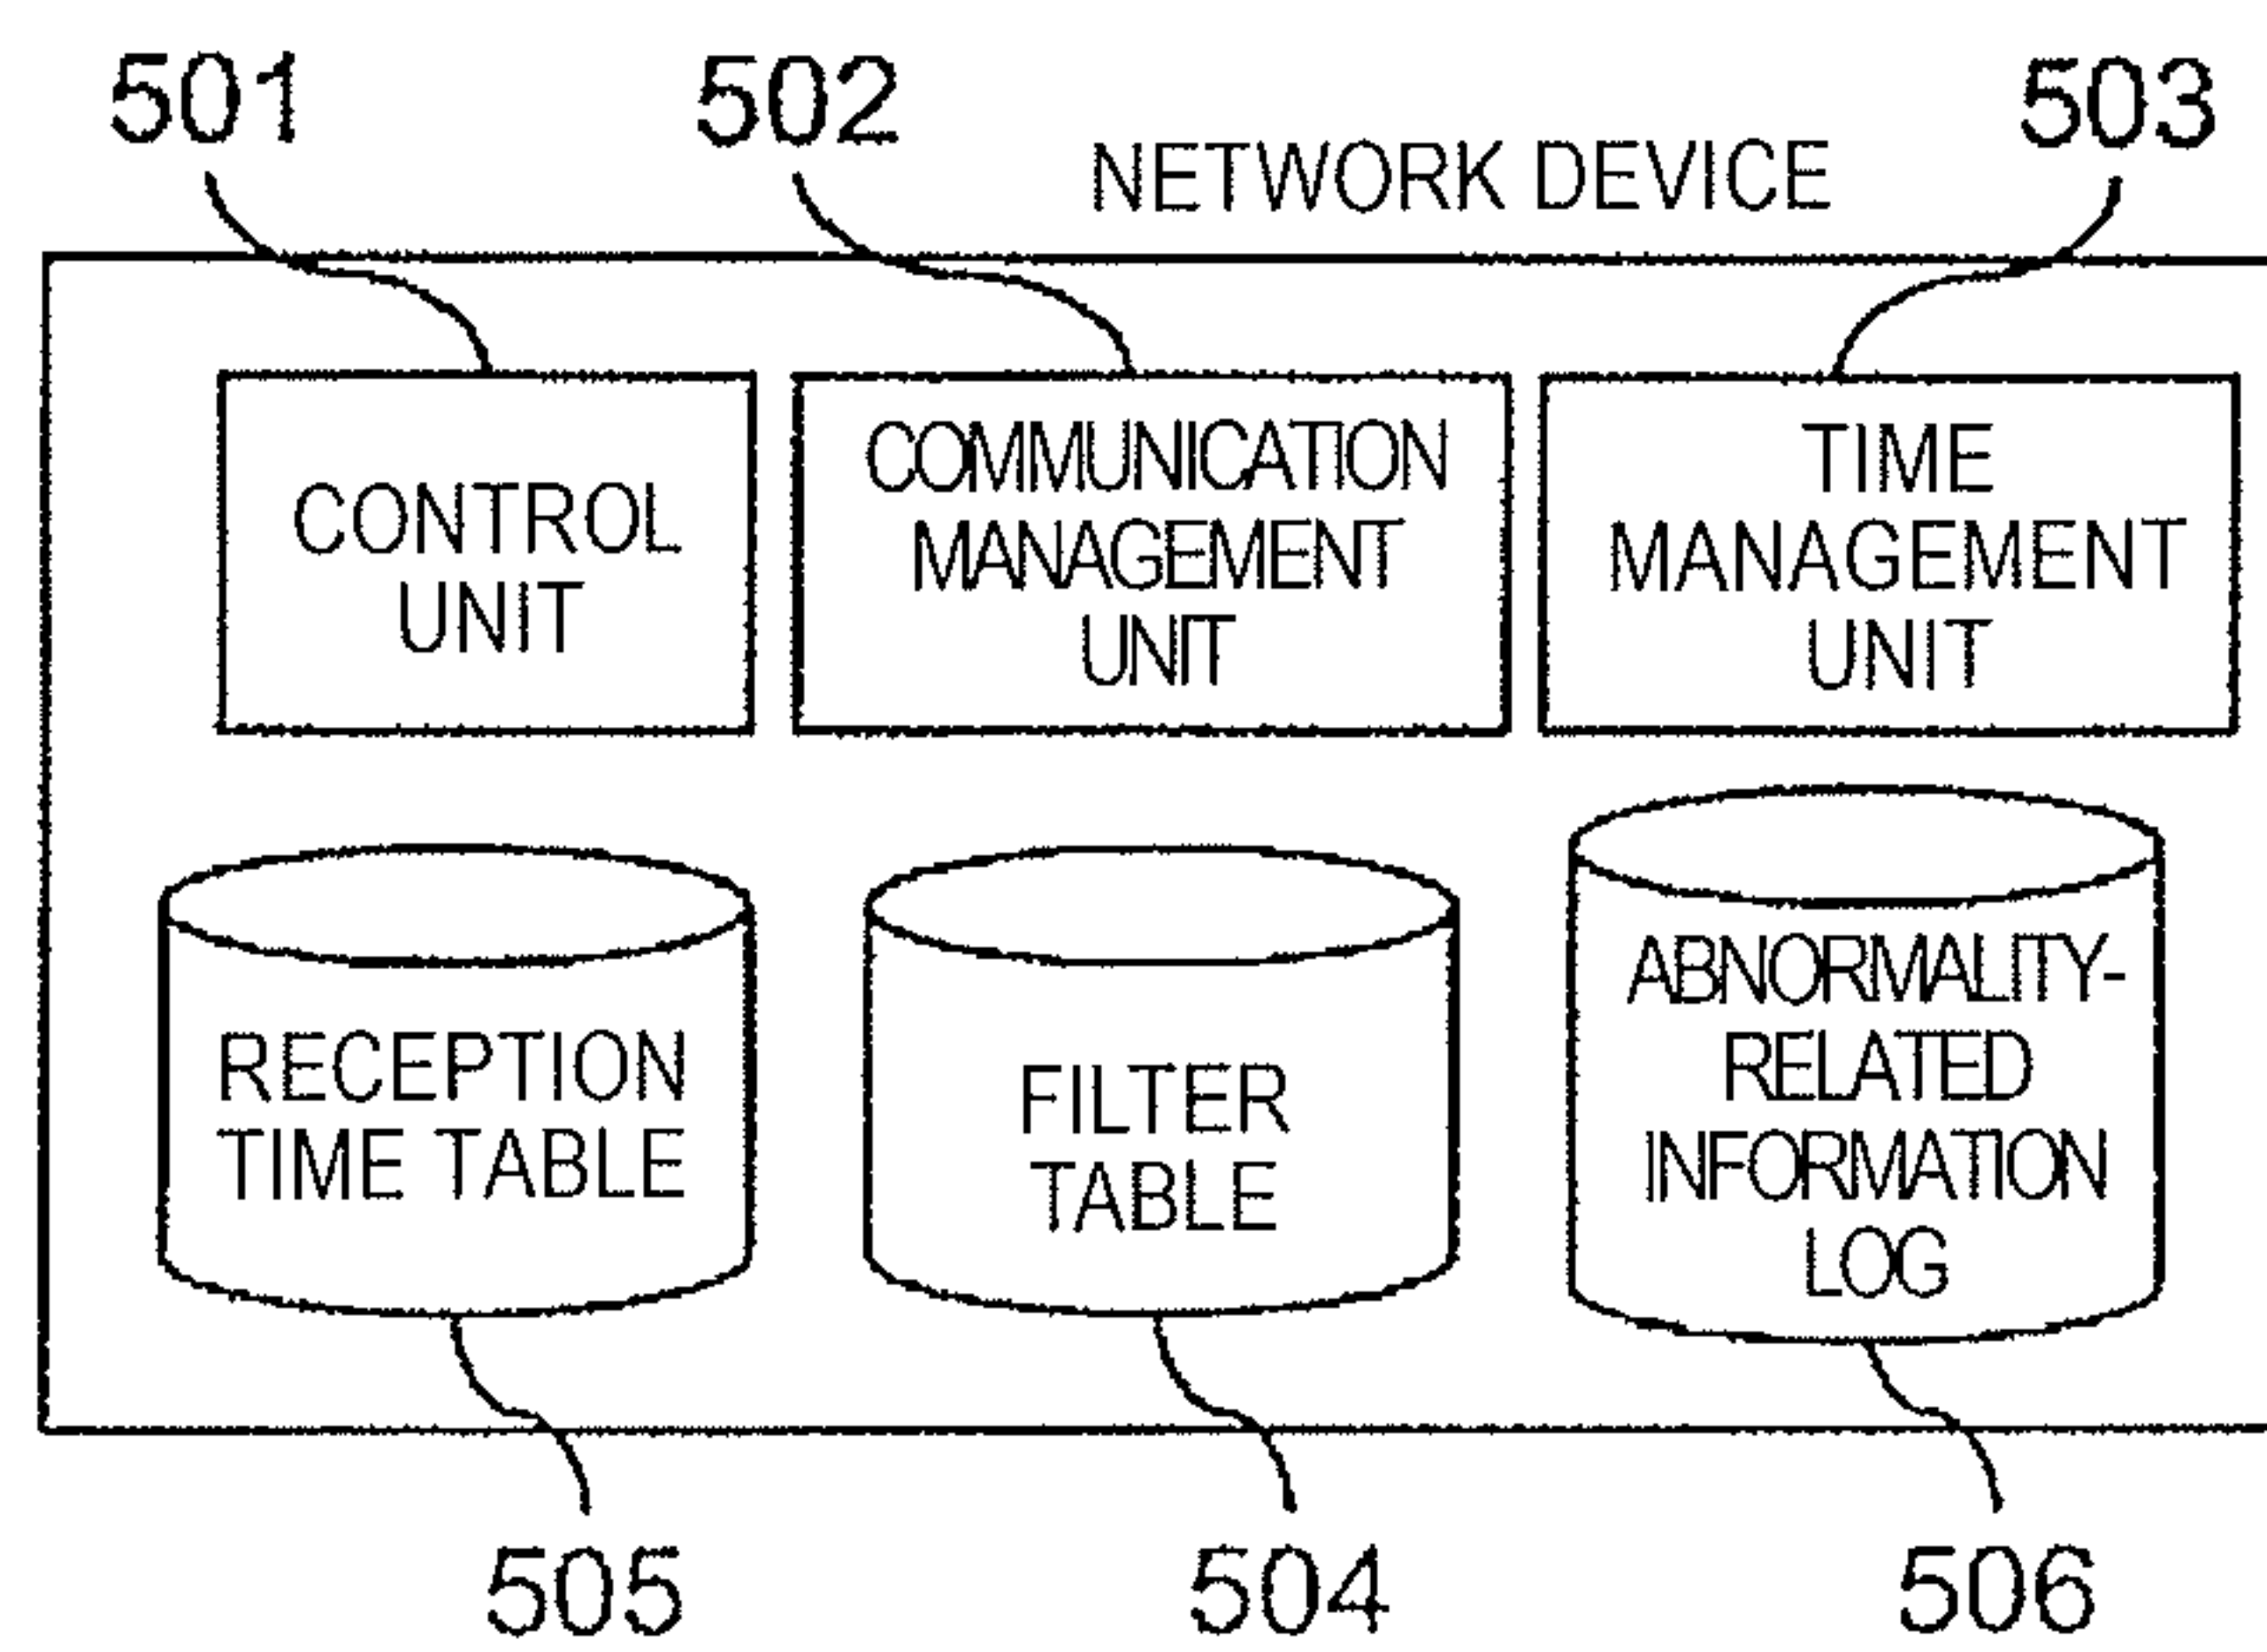 501
502
503
NETWORK DEVICE
CONTROL
UNIT
COMMUNICATION
MANAGEMENT
UNIT
TIME
MANAGEMENT
UNIT
RECEPTION
TIME TABLE
FILTER
TABLE
ABNORMALITY-
RELATED
INFORMATION
LOG
505
504
506